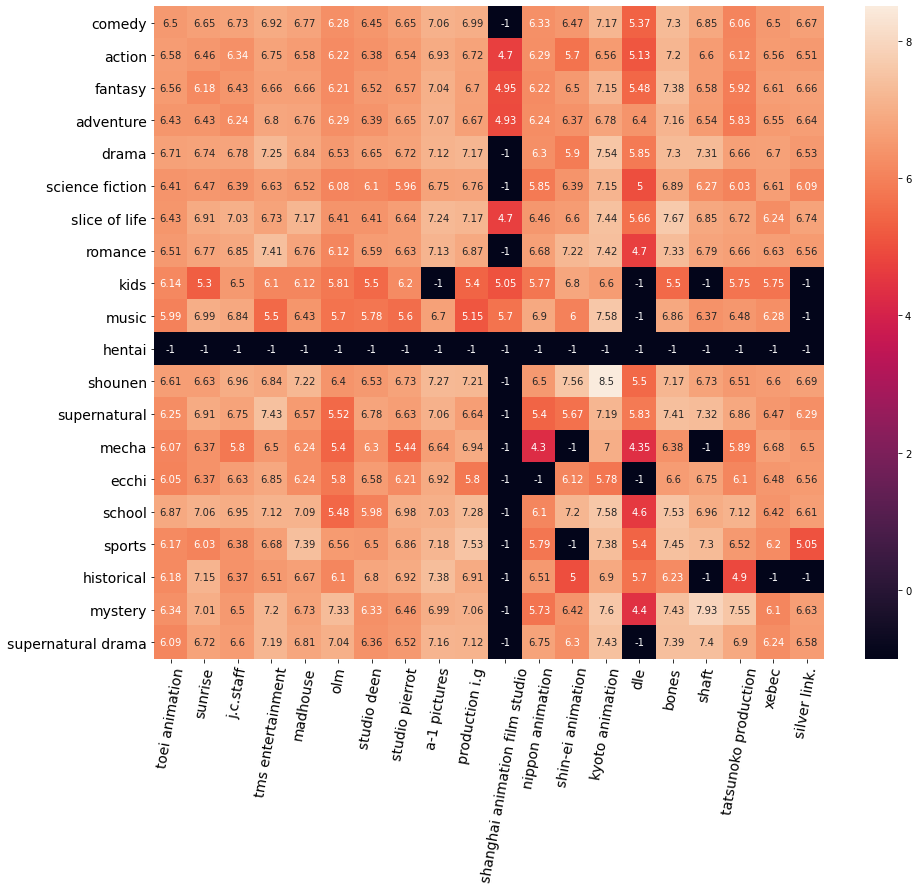 comedy 6.5 6.65 6.73 6.92 6.77 6.28 6.45 6.65 7.06 6.99 -1 6.33 6.47 7.17 5.37 7.3 6.85 6.06 6.5 6.67
action 6.58 6.46 6.34 6.75 6.58 6.22 6.38 6.54 6.93 6.72 4.7 6.29 5.7 6.56 5.13 7.2 6.6 6.12 6.56 6.51
fantasy 6.56 6.18 6.43 6.66 6.66 6.21 6.52 6.57 7.04 6.7 4.95 6.22 6.5 7.15 5.48 7.38 6.58 5.92 6.61 6.66
adventure 6.43 6.43 6.24 6.8 6.76 6.29 6.39 6.65 7.07 6.67 4.93 6.24 6.37 6.78 6.4 7.16 6.54 5.83 6.55 6.64
drama 6.71 6.74 6.78 7.25 6.84 6.53 6.65 6.72 7.12 7.17 -1 6.3 5.9 7.54 5.85 7.3 7.31 6.66 6.7 6.53
science fiction 6.41 6.47 6.39 6.63 6.52 6.08 6.1 5.96 6.75 6.76 -1 5.85 6.39 7.15 5 6.89 6.27 6.03 6.61 6.09
slice of life 6.43 6.91 7.03 6.73 7.17 6.41 6.41 6.64 7.24 7.17 4.7 6.46 6.6 7.44 5.66 7.67 6.85 6.72 6.24 6.74
romance 6.51 6.77 6.85 7.41 6.76 6.12 6.59 6.63 7.13 6.87 -1 6.68 7.22 7.42 4.7 7.33 6.79 6.66 6.63 6.56
kids 6.14 5.3 6.5 6.1 6.12 5.81 5.5 6.2 -1 5.4 5.05 5.77 6.8 6.6 -1 5.5 -1 5.75 5.75 -1
music 5.99 6.99 6.84 5.5 6.43 5.7 5.78 5.6 6.7 5.15 5.7 6.9 6 7.58 -1 6.86 6.37 6.48 6.28 -1
hentai -1 -1 -1 -1 -1 -1 -1 -1 -1 -1 -1 -1 -1 -1 -1 -1 -1 -1 -1 -1
shounen 6.61 6.63 6.96 6.84 7.22 6.4 6.53 6.73 7.27 7.21 -1 6.5 7.56 8.5 5.5 7.17 6.73 6.51 6.6 6.69
supernatural 6.25 6.91 6.75 7.43 6.57 5.52 6.78 6.63 7.06 6.64 -1 5.4 5.67 7.19 5.83 7.41 7.32 6.86 6.47 6.29
mecha 6.07 6.37 5.8 6.5 6.24 5.4 6.3 5.44 6.64 6.94 -1 4.3 -1 7 4.35 6.38 -1 5.89 6.68 6.5
ecchi 6.05 6.37 6.63 6.85 6.24 5.8 6.58 6.21 6.92 5.8 -1 -1 6.12 5.78 -1 6.6 6.75 6.1 6.48 6.56
school 6.87 7.06 6.95 7.12 7.09 5.48 5.98 6.98 7.03 7.28 -1 6.1 7.2 7.58 4.6 7.53 6.96 7.12 6.42 6.61
sports 6.17 6.03 6.38 6.68 7.39 6.56 6.5 6.86 7.18 7.53 -1 5.79 -1 7.38 5.4 7.45 7.3 6.52 6.2 5.05
historical 6.18 7.15 6.37 6.51 6.67 6.1 6.8 6.92 7.38 6.91 -1 6.51 5 6.9 5.7 6.23 -1 4.9 -1 -1
mystery 6.34 7.01 6.5 7.2 6.73 7.33 6.33 6.46 6.99 7.06 -1 5.73 6.42 7.6 4.4 7.43 7.93 7.55 6.1 6.63
supernatural drama 6.09 6.72 6.6 7.19 6.81 7.04 6.36 6.52 7.16 7.12 -1 6.75 6.3 7.43 -1 7.39 7.4 6.9 6.24 6.58
toei animation
sunrise
j.c.staff
tms entertainment
madhouse
olm
studio deen
studio pierrot
a-1 pictures
production i.g
shanghai animation film studio
nippon animation
shin-ei animation
kyoto animation
dle
bones
shaft
tatsunoko production
xebec
silver link.
8
6
4
2
0